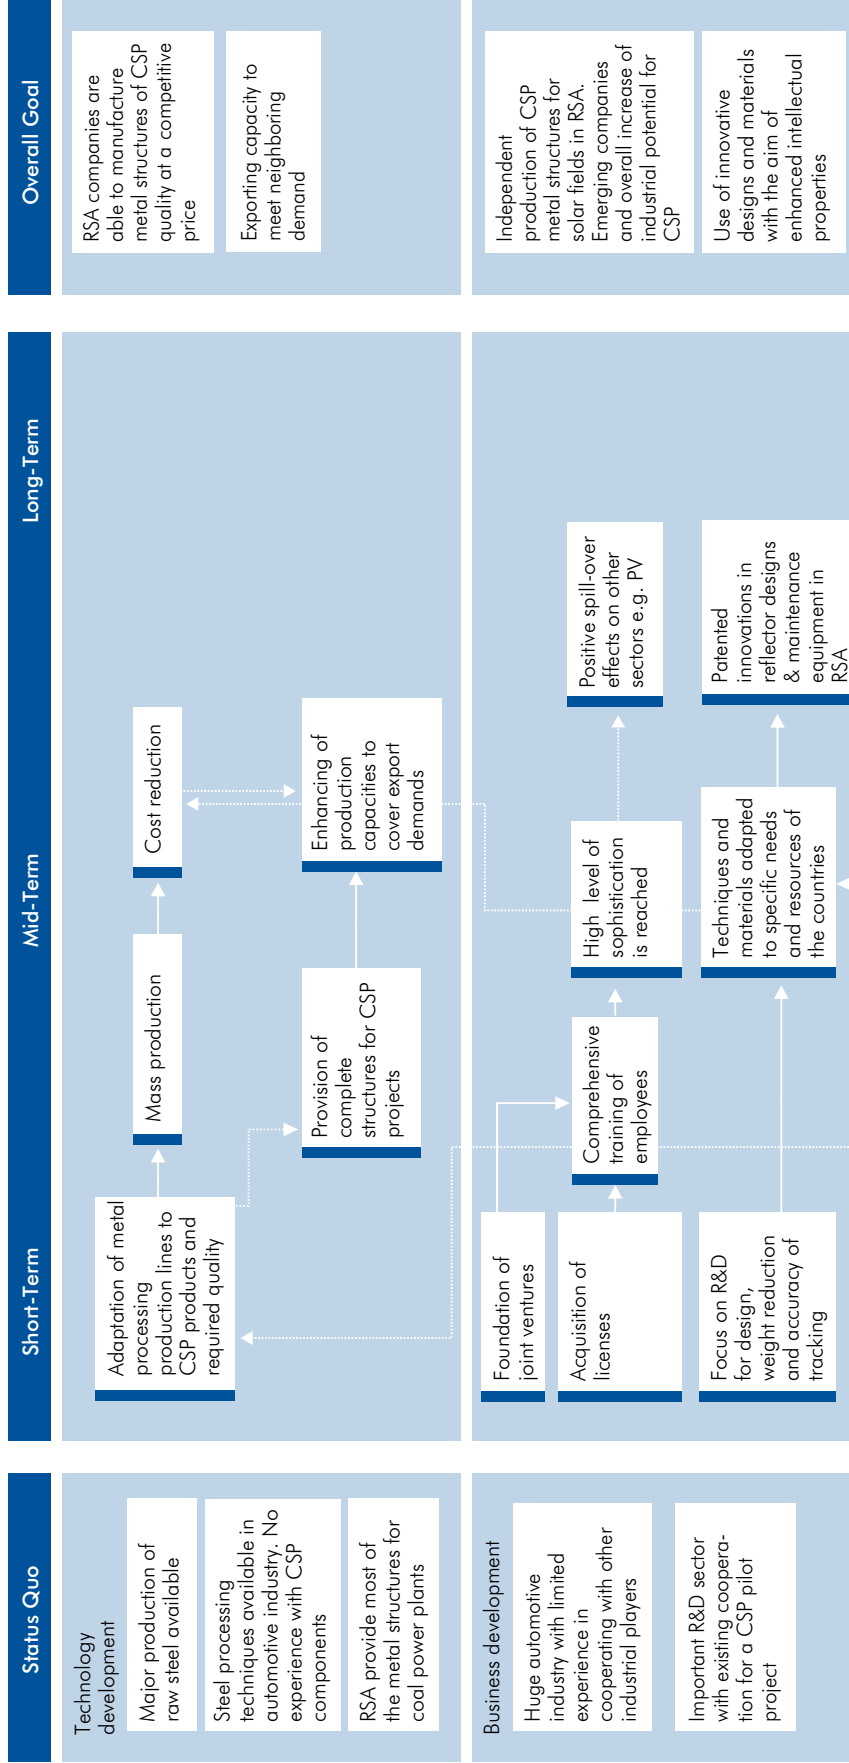 Status Quo
Short-Term
Mid-Term
Long-Term
Overall Goal
Technology
development
Major production of
raw steel available
Steel processing
techniques available in
automotive industry. No
experience with CSP
components
RSA provide most of
the metal structures for
coal power plants
Adaptation of metal
processing
production lines to
CSP products and
required quality
Mass production
Cost reduction
Provision of
complete
structures for CSP
projects
Enhancing of
production
capacities to
cover export
demands
RSA companies are
able to manufacture
metal structures of CSP
quality at a competitive
price
Exporting capacity to
meet neighboring
demand
Business development
Huge automotive
industry with limited
experience in
cooperating with other
industrial players
Important R&D sector
with existing coopera-
tion for a CSP pilot
project
Foundation of
joint ventures
Acquisition of
licenses
Focus on R&D
for design,
weight reduction
and accuracy of
tracking
Comprehensive
training of
employees
High level of
sophistication
is reached
Techniques and
materials adapted
to specific needs
and resources of
the countries
Positive spill-over
effects on other
sectors e.g. PV
Patented
innovations in
reflector designs
& maintenance
equipment in
RSA
Independent
production of CSP
metal structures for
solar fields in RSA.
Emerging companies
and overall increase of
industrial potential for
CSP
Use of innovative
designs and materials
with the aim of
enhanced intellectual
properties